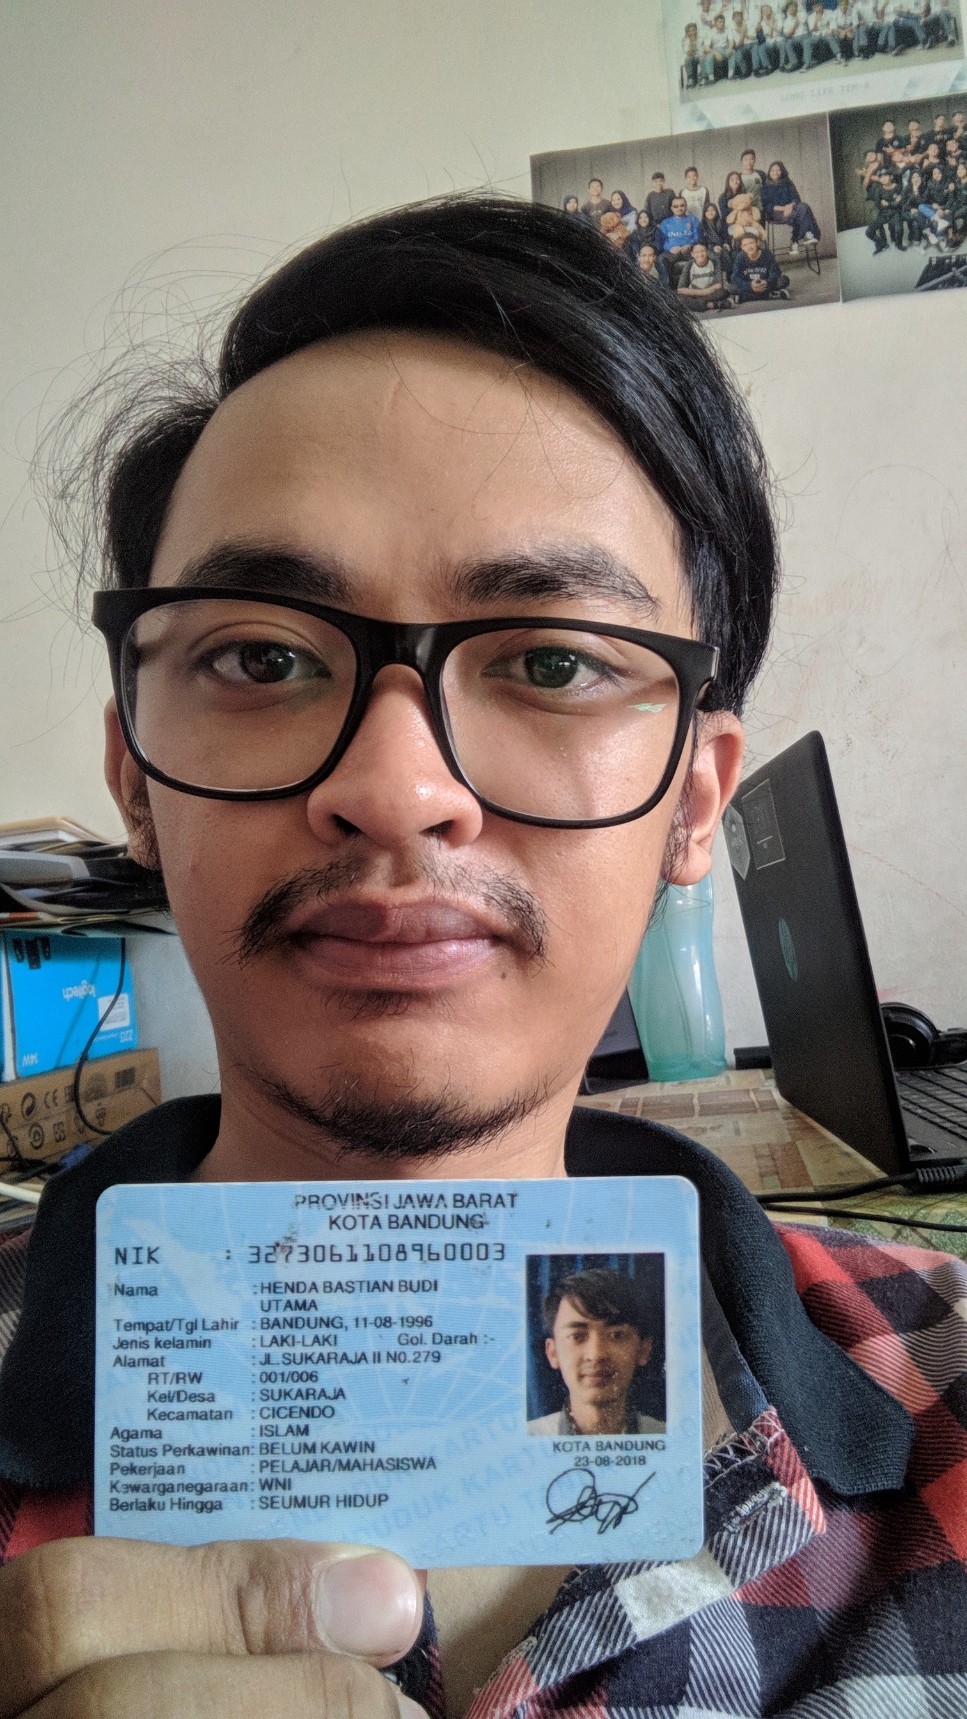 PROVINSI JAWA BARAT
KOTA BANDUNG
NIK : 3273061108960003
Nama : HENDA BASTIAN BUDI
UTAMA
Tempat/Tgl Lahir : BANDUNG, 11-08-1996
Jenis kelamin : LAKI-LAKI Gol. Darah :-
Alamat : JL.SUKARAJA II N0.279
RT/RW : 001/006
Kel/Desa : SUKARAJA
Kecamatan : CICENDO
Agama : ISLAM
Status Perkawinan: BELUM KAWIN
Pekerjaan : PELAJAR/MAHASISWA
Kewarganegaraan: WNI
Berlaku Hingga : SEUMUR HIDUP
KOTA BANDUNG
23-08-2018
logitech